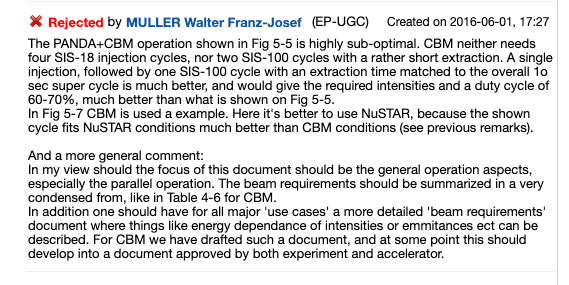 Rejected by MULLER Walter Franz-Josef (EP-UGC) Created on 2016-06-01, 17:27
The PANDA+CBM operation shown in Fig 5-5 is highly sub-optimal. CBM neither needs
four SIS-18 injection cycles, nor two SIS-100 cycles with a rather short extraction. A single
injection, followed by one SIS-100 cycle with an extraction time matched to the overall 1o
sec super cycle is much better, and would give the required intensities and a duty cycle of
60-70%, much better than what is shown on Fig 5-5.
In Fig 5-7 CBM is used a example. Here it's better to use NuSTAR, because the shown
cycle fits NuSTAR conditions much better than CBM conditions (see previous remarks).
And a more general comment:
In my view should the focus of this document should be the general operation aspects,
especially the parallel operation. The beam requirements should be summarized in a very
condensed from, like in Table 4-6 for CBM.
In addition one should have for all major 'use cases' a more detailed 'beam requirements'
document where things like energy dependance of intensities or emmitances ect can be
described. For CBM we have drafted such a document, and at some point this should
develop into a document approved by both experiment and accelerator.